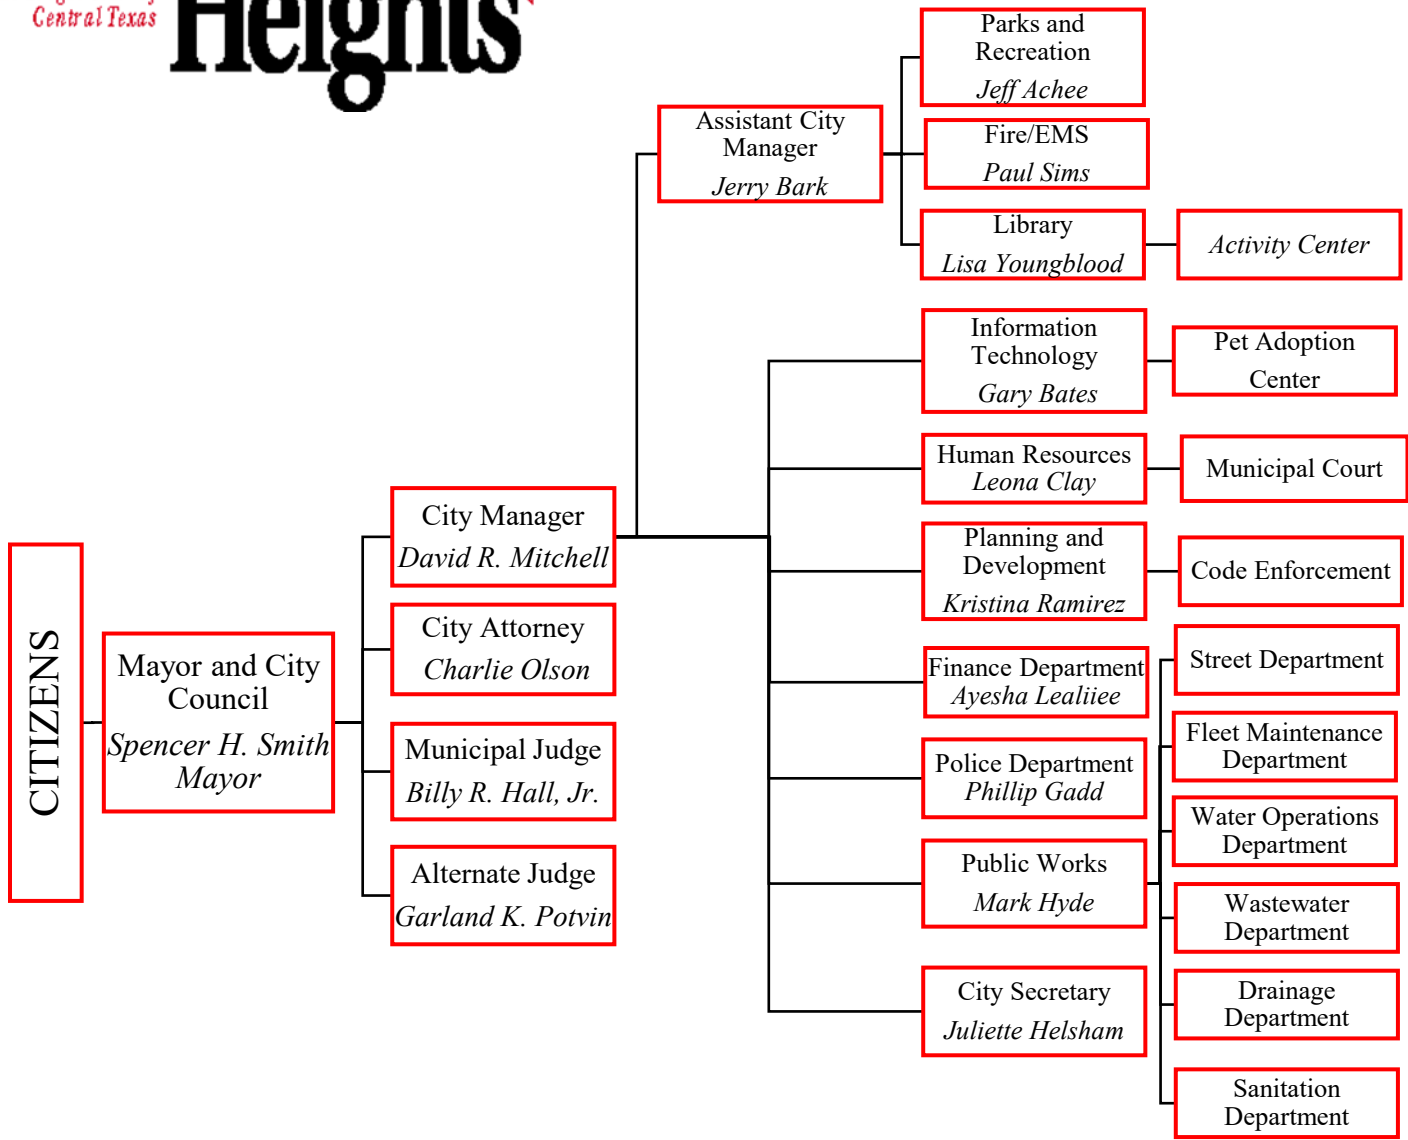 Central Texas
Heights
Parks and
Recreation
Jeff Achee
Assistant City
Manager
Jerry Bark
Fire/EMS
Paul Sims
Library
Lisa Youngblood
Activity Center
Information
Technology
Gary Bates
Pet Adoption
Center
Human Resources
Leona Clay
Municipal Court
City Manager
David R. Mitchell
Planning and
Development
Kristina Ramirez
Code Enforcement
City Attorney
Charlie Olson
CITIZENS
Mayor and City
Council
Spencer H. Smith
Mayor
Finance Department
Ayesha Lealiiee
Street Department
Municipal Judge
Billy R. Hall, Jr.
Police Department
Phillip Gadd
Fleet Maintenance
Department
Water Operations
Department
Alternate Judge
Garland K. Potvin
Public Works
Mark Hyde
Wastewater
Department
City Secretary
Juliette Helsham
Drainage
Department
Sanitation
Department